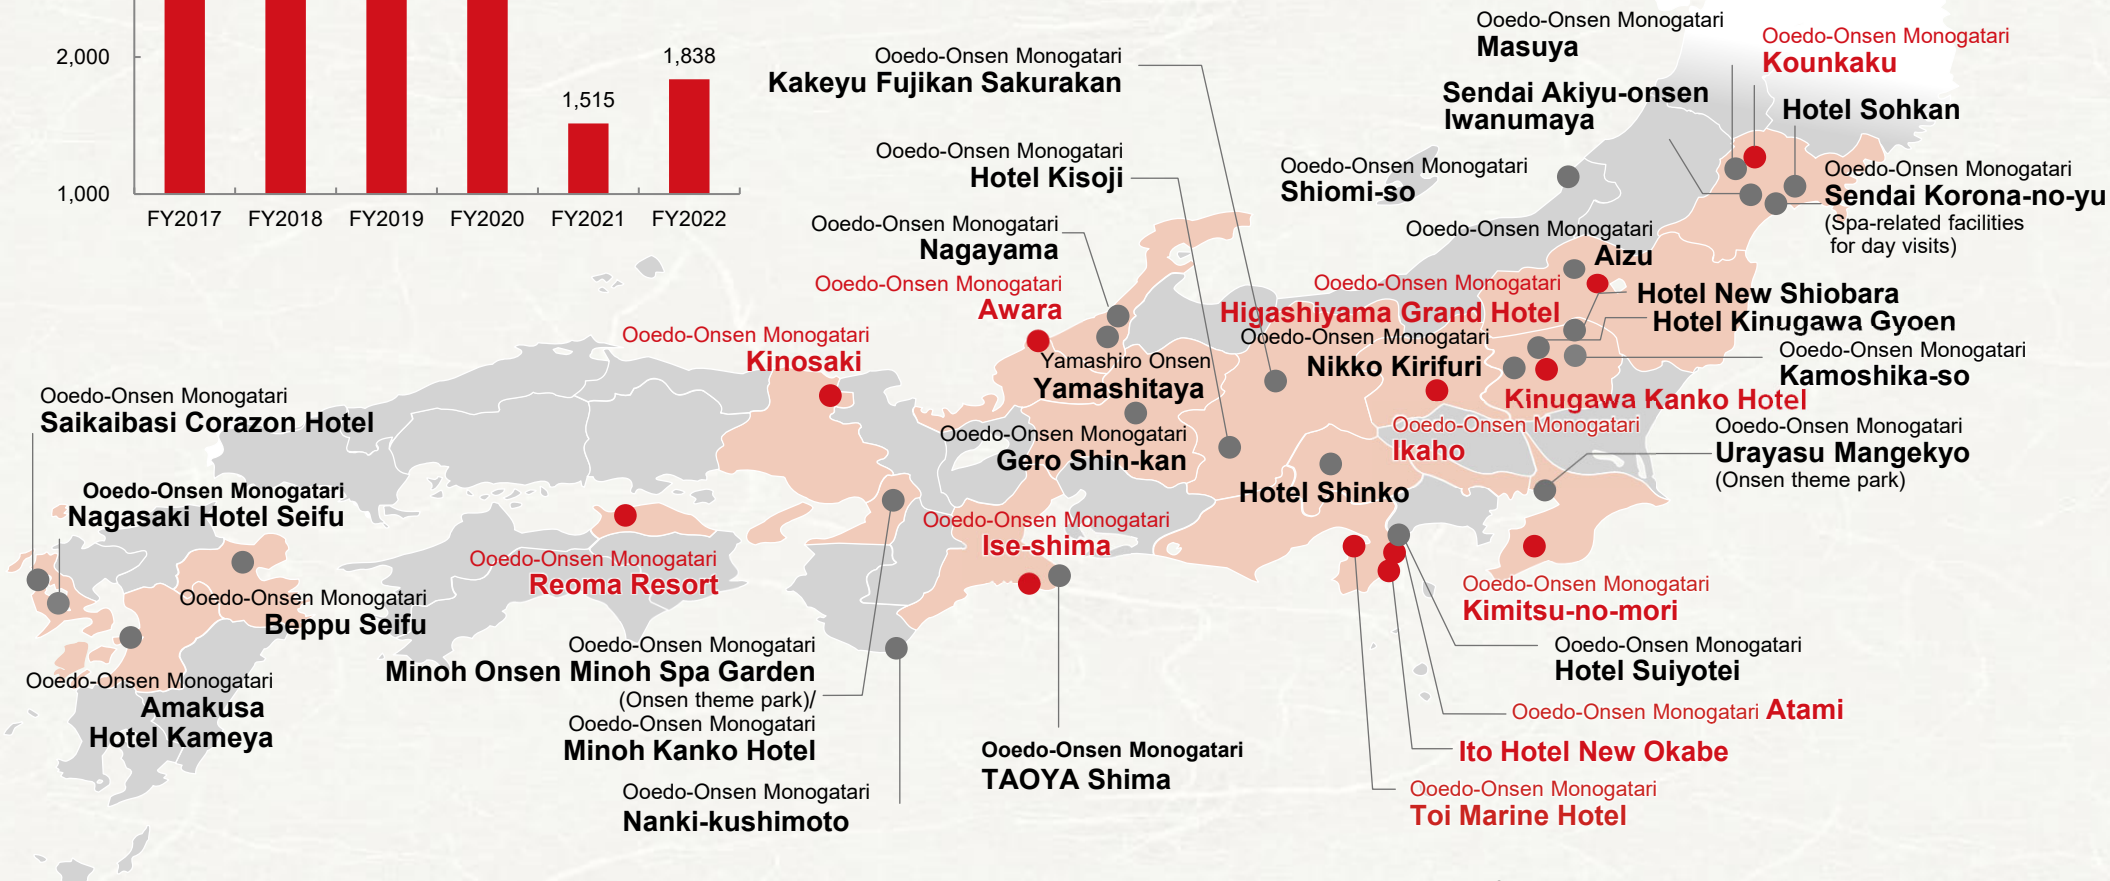 2,000
1,838
1,515
1,000
FY2017 FY2018 FY2019 FY2020 FY2021 FY2022
Ooedo-Onsen Monogatari
Kakeyu Fujikan Sakurakan
Ooedo-Onsen Monogatari
Hotel Kisoji
Ooedo-Onsen Monogatari
Nagayama
Ooedo-Onsen Monogatari
Awara
Ooedo-Onsen Monogatari
Kinosaki
Yamashiro Onsen
Yamashitaya
Ooedo-Onsen Monogatari
Gero Shin-kan
Ooedo-Onsen Monogatari
Masuya
Ooedo-Onsen Monogatari
Kounkaku
Sendai Akiyu-onsen
Iwanumaya
Hotel Sohkan
Ooedo-Onsen Monogatari
Shiomi-so
Ooedo-Onsen Monogatari
Sendai Korona-no-yu
(Spa-related facilities
for day visits)
Ooedo-Onsen Monogatari
Aizu
Ooedo-Onsen Monogatari
Higashiyama Grand Hotel
Hotel New Shiobara
Hotel Kinugawa Gyoen
Ooedo-Onsen Monogatari
Nikko Kirifuri
Ooedo-Onsen Monogatari
Kamoshika-so
Kinugawa Kanko Hotel
Ooedo-Onsen Monogatari
Ikaho
Ooedo-Onsen Monogatari
Urayasu Mangekyo
(Onsen theme park)
Hotel Shinko
Ooedo-Onsen Monogatari
Saikaibasi Corazon Hotel
Ooedo-Onsen Monogatari
Nagasaki Hotel Seifu
Ooedo-Onsen Monogatari
Beppu Seifu
Ooedo-Onsen Monogatari
Amakusa
Hotel Kameya
Ooedo-Onsen Monogatari
Reoma Resort
Ooedo-Onsen Monogatari
Ise-shima
Ooedo-Onsen Monogatari
Minoh Onsen Minoh Spa Garden
(Onsen theme park)/
Ooedo-Onsen Monogatari
Minoh Kanko Hotel
Ooedo-Onsen Monogatari
Nanki-kushimoto
Ooedo-Onsen Monogatari
TAOYA Shima
Ooedo-Onsen Monogatari
Kimitsu-no-mori
Ooedo-Onsen Monogatari
Hotel Suiyotei
Ooedo-Onsen Monogatari Atami
Ito Hotel New Okabe
Ooedo-Onsen Monogatari
Toi Marine Hotel